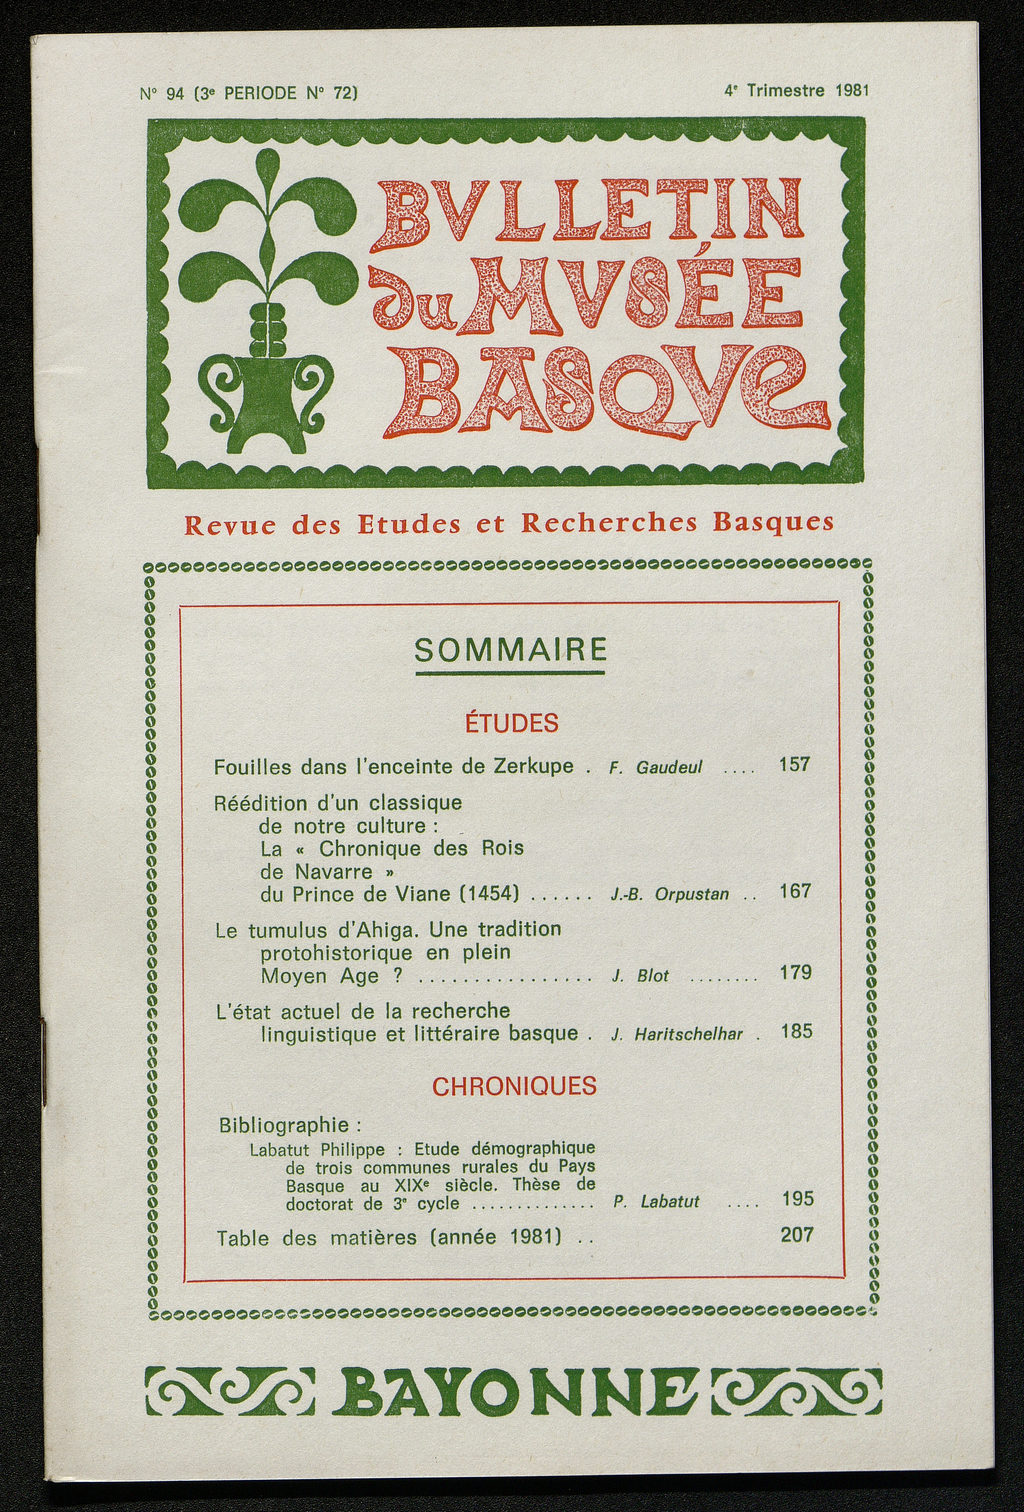 N° 94 (3e PERIODE N° 72)
4e Trimestre 1981
BVLLETIN
du MVSÉE
BASQVE
Revue des Etudes et Recherches Basques
SOMMAIRE
ÉTUDES
Fouilles dans l'enceinte de Zerkupe . F. Gaudeul .... 157
Réédition d'un classique
de notre culture :
La « Chronique des Rois
de Navarre »
du Prince de Viane (1454) ...... J.-B. Orpustan .. 167
Le tumulus d'Ahiga. Une tradition
protohistorique en plein
Moyen Age ? ................ J. Blot ........ 179
L'état actuel de la recherche
linguistique et littéraire basque . J. Haritschelhar . 185
CHRONIQUES
Bibliographie :
Labatut Philippe : Etude démographique
de trois communes rurales du Pays
Basque au XIXe siècle. Thèse de
doctorat de 3e cycle .............. P. Labatut .... 195
Table des matières (année 1981) .. 207
BAYONNE